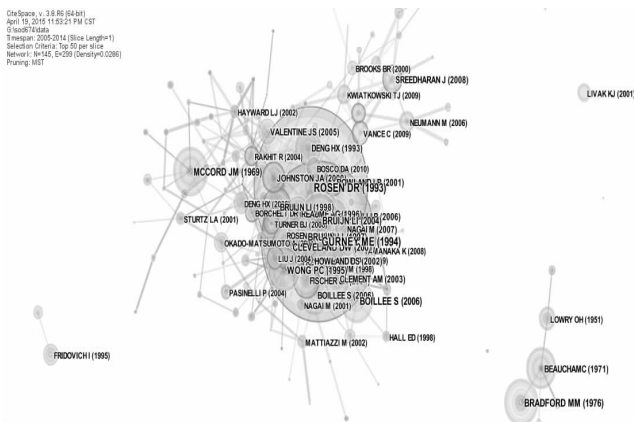 CiteSpace, v. 3.8.R6 (64-bit)
April 19, 2015 11:53:21 PM CST
G:\sod674\data
Timespan: 2005-2014 (Slice Length=1)
Selection Criteria: Top 50 per slice
Network: N=145, E=299 (Density=0.0286)
Pruning: MST
BROOKS BR (2000)
SREEDHARAN J (2008)
LIVAK KJ (2001)
KWIATKOWSKI TJ (2009)
HAYWARD LJ (2002)
NEUMANN M (2006)
VALENTINE JS (2005)
VANCE C (2009)
DENG HX (1993)
RAKHIT R (2004)
BOSCO DA (2010)
MCCORD JM (1969)
JOHNSTON JA
ROSEN DR (1993)
DENG HX
BRUIJN LI (1998)
STURTZ LA (2001)
BRUIJN LI (2004)
NAGAI M (2007)
OKADO-MATSUMOTO
GURNEY ME (1994)
CLEVELAND DW
LIU J (2004)
HOWLAND DS (2002)
WONG PC (1995)
CLEMENT AM (2003)
PASINELLI P (2004)
BOILLEE S (2006)
BOILLEE S (2006)
NAGAI M (2001)
LOWRY OH (1951)
MATTIAZZI M (2002)
HALL ED (1998)
FRIDOVICH I (1995)
BEAUCHAMC (1971)
BRADFORD MM (1976)